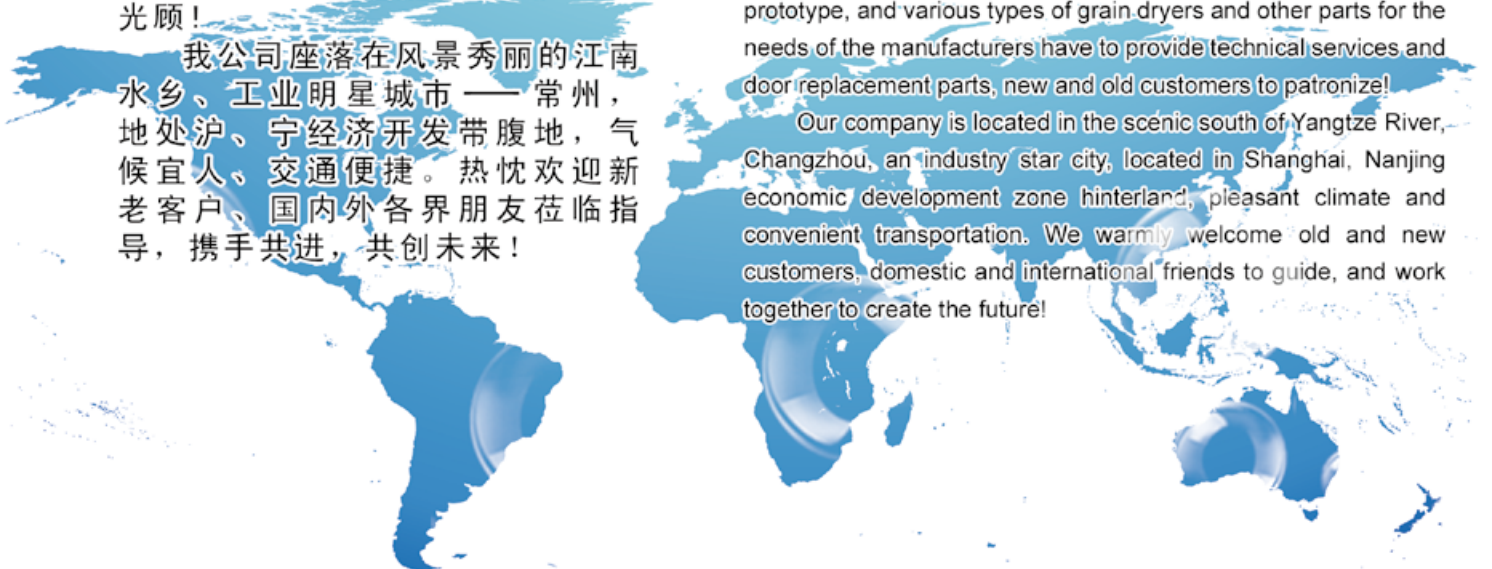 光顾！
我公司座落在风景秀丽的江南
水乡、工业明星城市——常州，
地处沪、宁经济开发带腹地，气
候宜人、交通便捷。热忱欢迎新
老客户、国内外各界朋友莅临指
导，携手共进，共创未来！
prototype, and various types of grain dryers and other parts for the
needs of the manufacturers have to provide technical services and
door replacement parts, new and old customers to patronize!
Our company is located in the scenic south of Yangtze River,
Changzhou, an industry star city, located in Shanghai, Nanjing
economic development zone hinterland, pleasant climate and
convenient transportation. We warmly welcome old and new
customers, domestic and international friends to guide, and work
together to create the future!